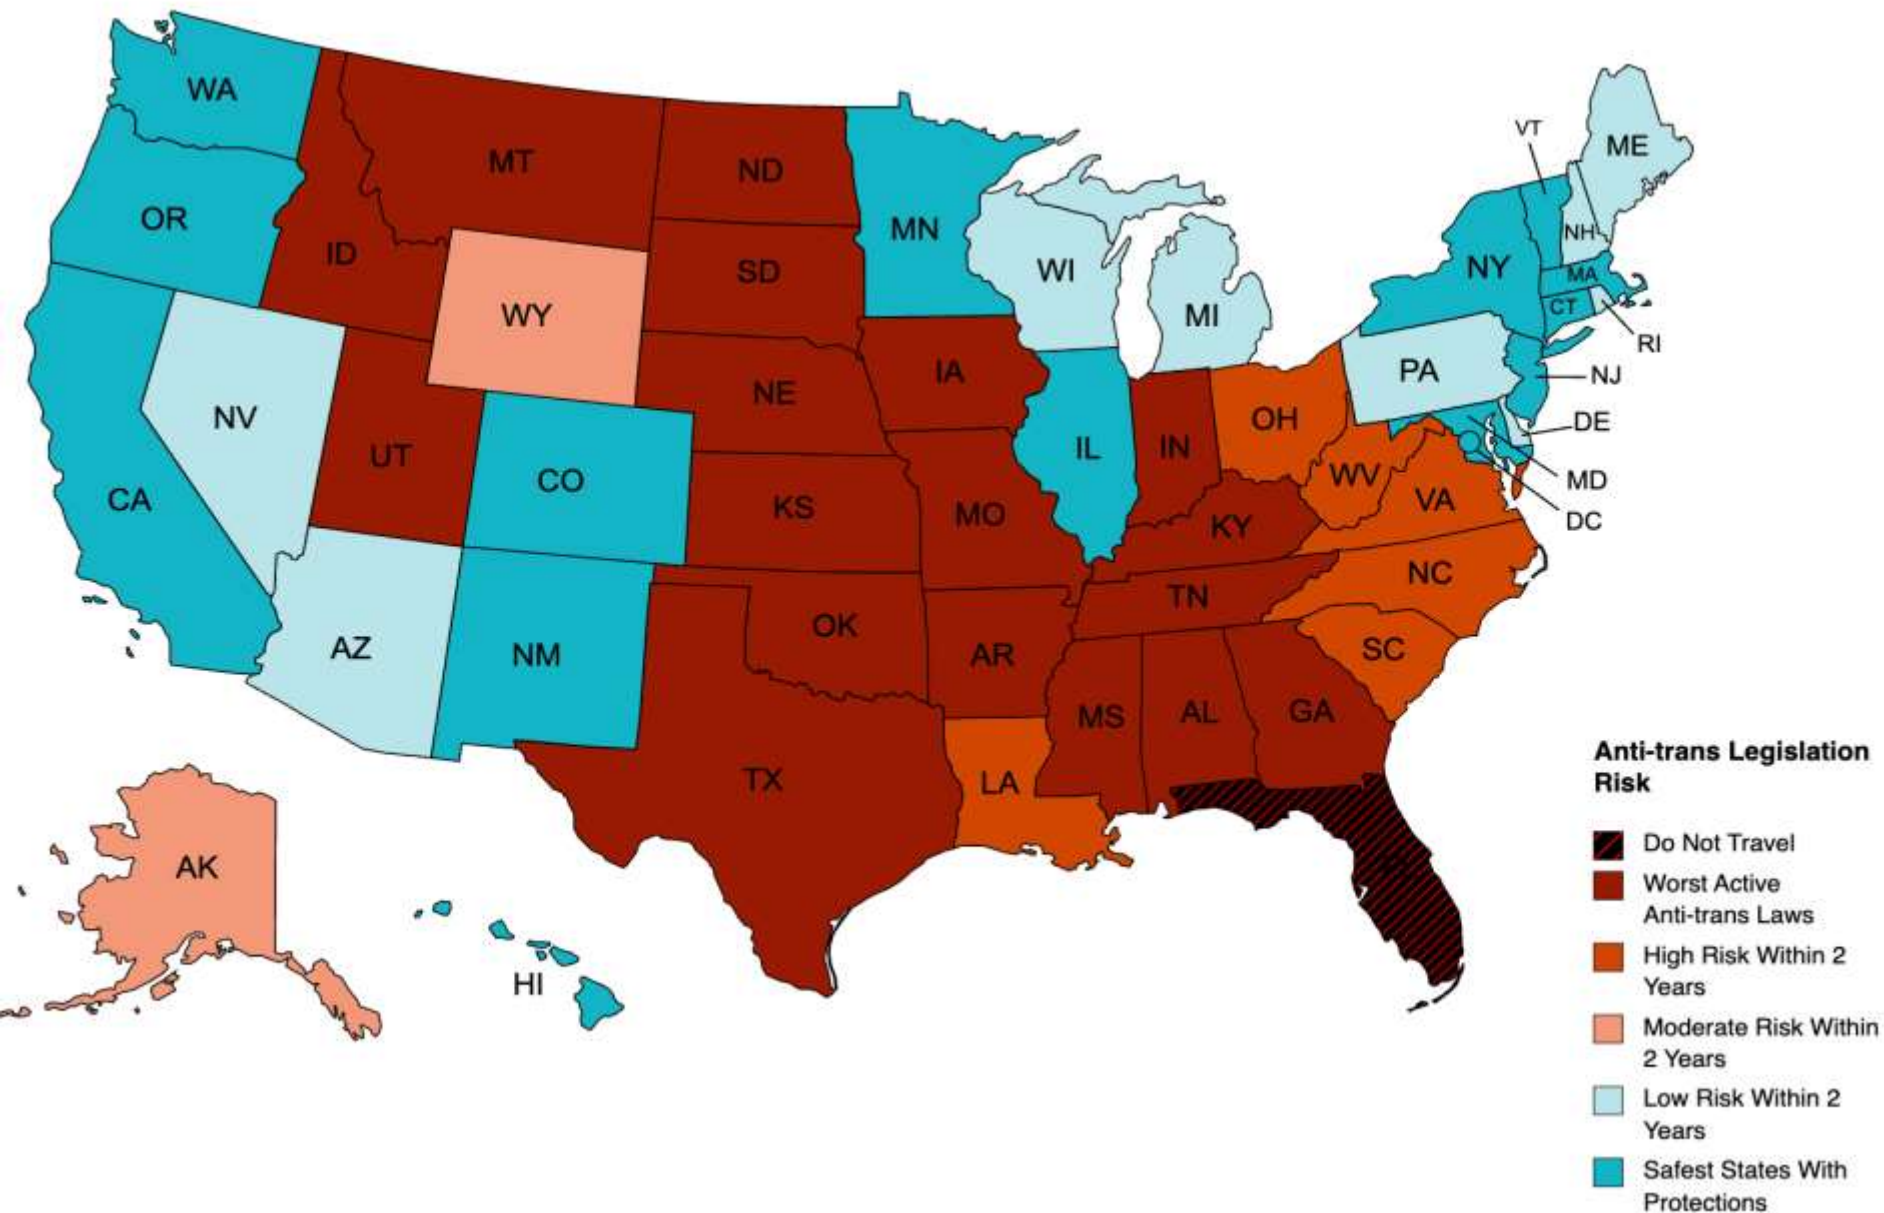 WA
MT
ND
OR
ID
SD
MN
WI
MI
VT
ME
NH
NY
MA
CT
RI
WY
NE
IA
PA
NJ
NV
UT
CO
IL
IN
OH
DE
CA
KS
MO
KY
WV
VA
MD
DC
AZ
NM
OK
AR
TN
NC
SC
TX
LA
MS
AL
GA
AK
HI
Anti-trans Legislation
Risk
Do Not Travel
Worst Active
Anti-trans Laws
High Risk Within 2
Years
Moderate Risk Within
2 Years
Low Risk Within 2
Years
Safest States With
Protections